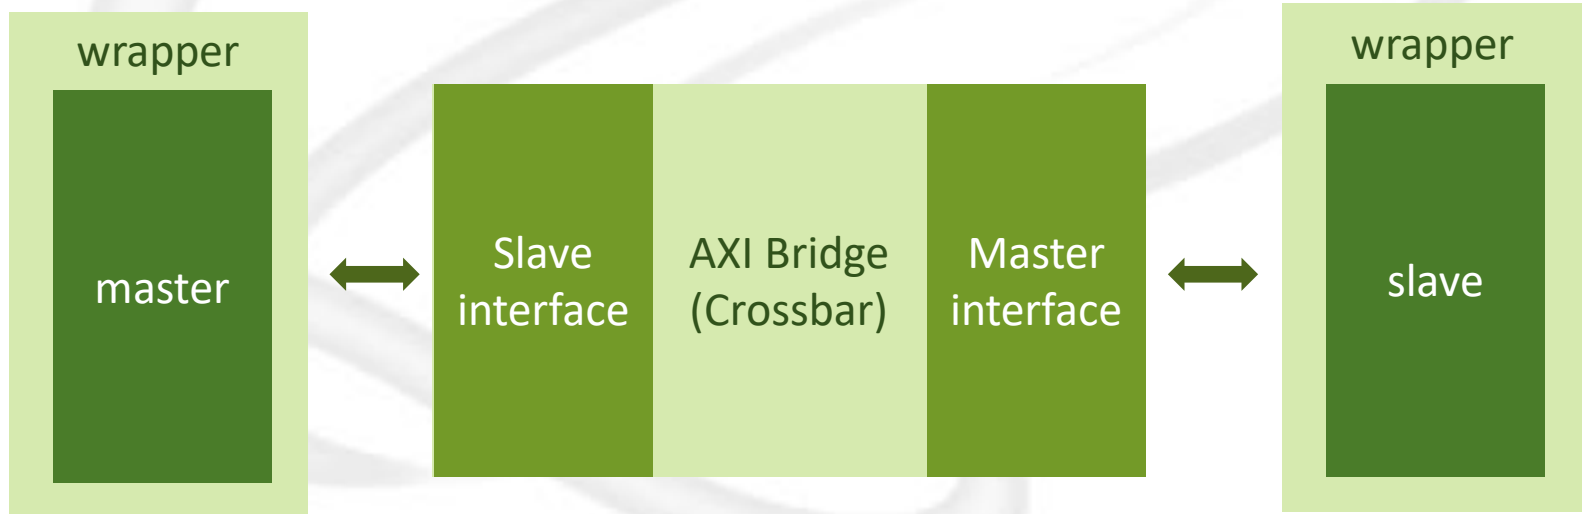 wrapper
master
Slave
interface
AXI Bridge
(Crossbar)
Master
interface
wrapper
slave